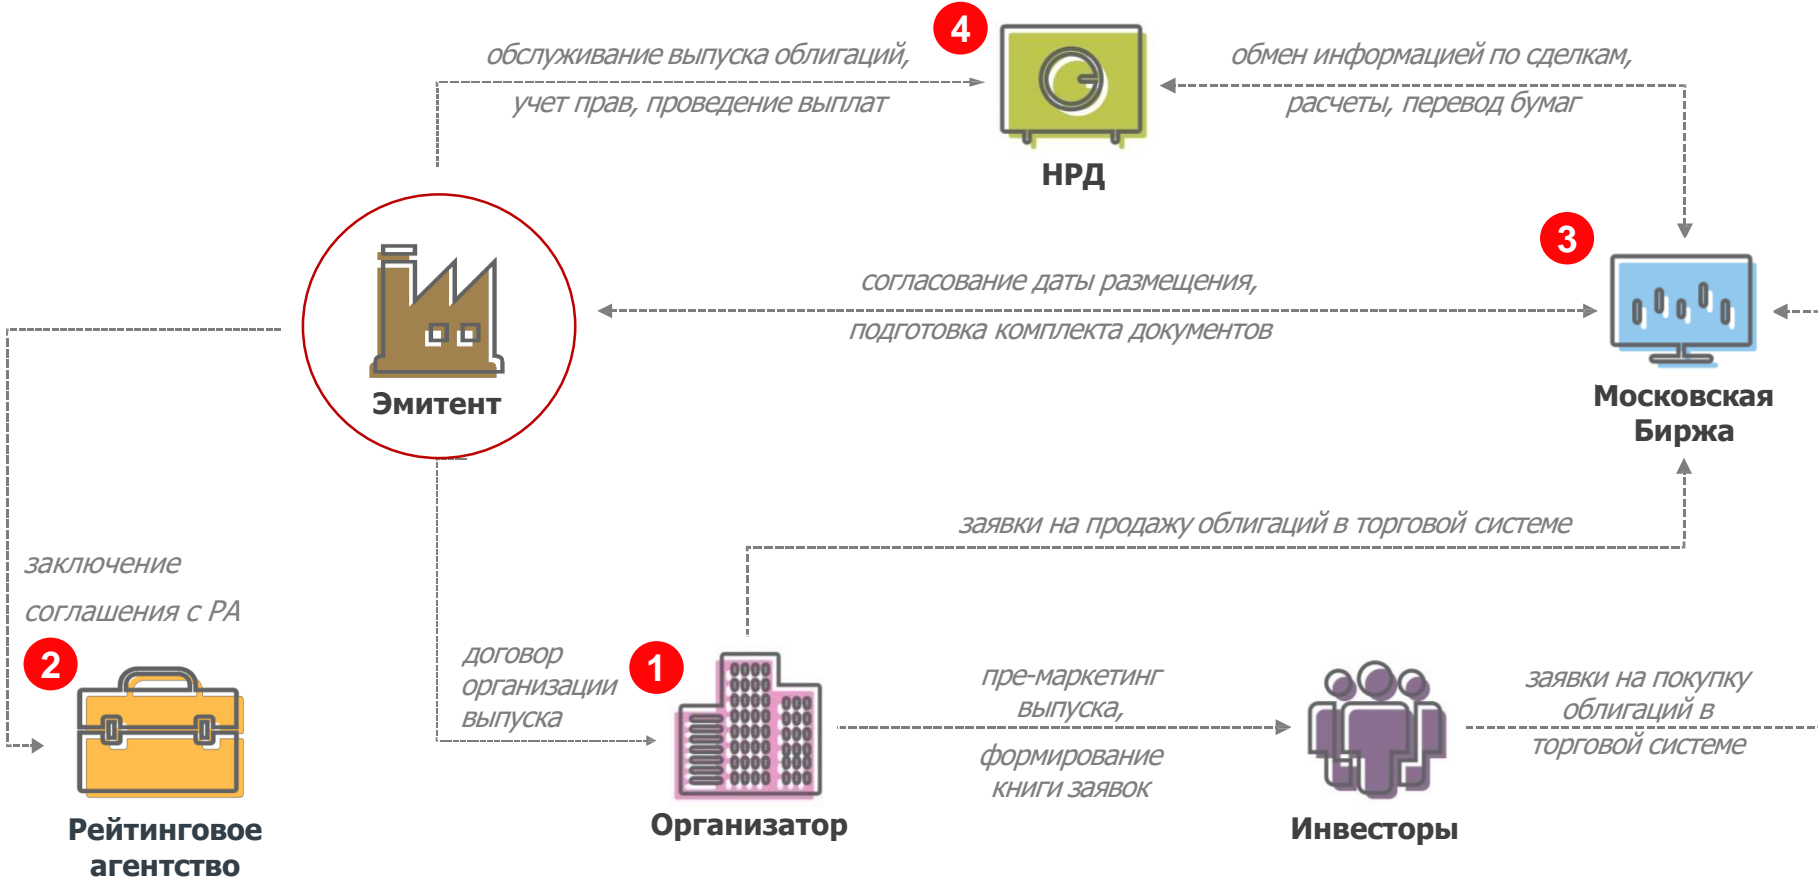 4
обслуживание выпуска облигаций,
учет прав, проведение выплат
обмен информацией по сделкам,
расчеты, перевод бумаг
НРД
3
согласование даты размещения,
подготовка комплекта документов
Эмитент
Московская
Биржа
заявки на продажу облигаций в торговой системе
заключение
соглашения с РА
2
Рейтинговое
агентство
договор
организации
выпуска
1
Организатор
пре-маркетинг
выпуска,
формирование
книги заявок
Инвесторы
заявки на покупку
облигаций в
торговой системе